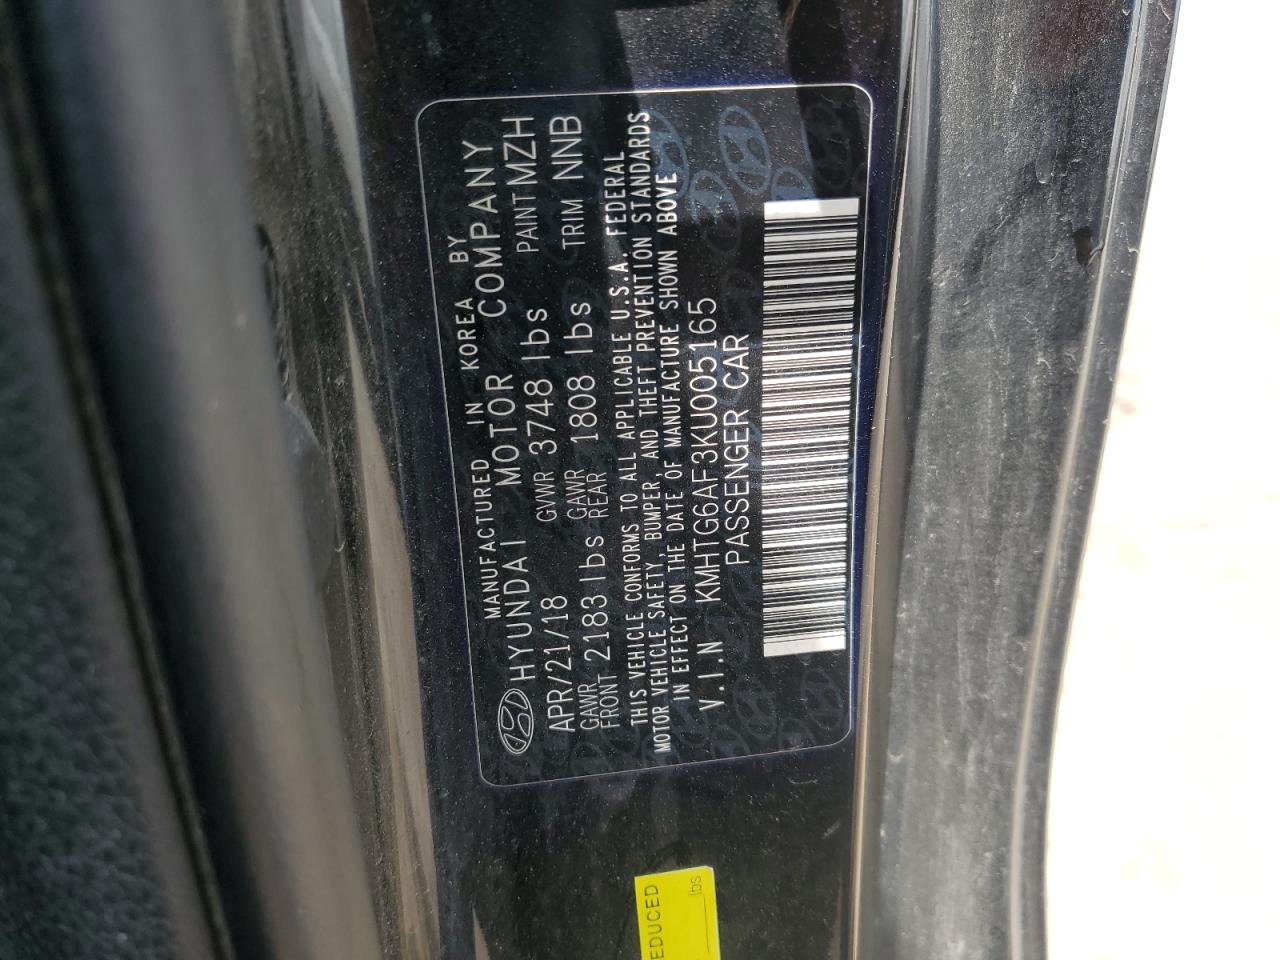 MANUFACTURED IN KOREA BY
HYUNDAI MOTOR COMPANY
APR/21/18 GVWR 3748 lbs PAINT MZH
GAWR FRONT 2183 lbs GAWR REAR 1808 lbs TRIM NNB
THIS VEHICLE CONFORMS TO ALL APPLICABLE U.S.A. FEDERAL
MOTOR VEHICLE SAFETY, BUMPER, AND THEFT PREVENTION STANDARDS
IN EFFECT ON THE DATE OF MANUFACTURE SHOWN ABOVE
V.I.N KMHTG6AF3KU005165
PASSENGER CAR
EDUCED
lbs